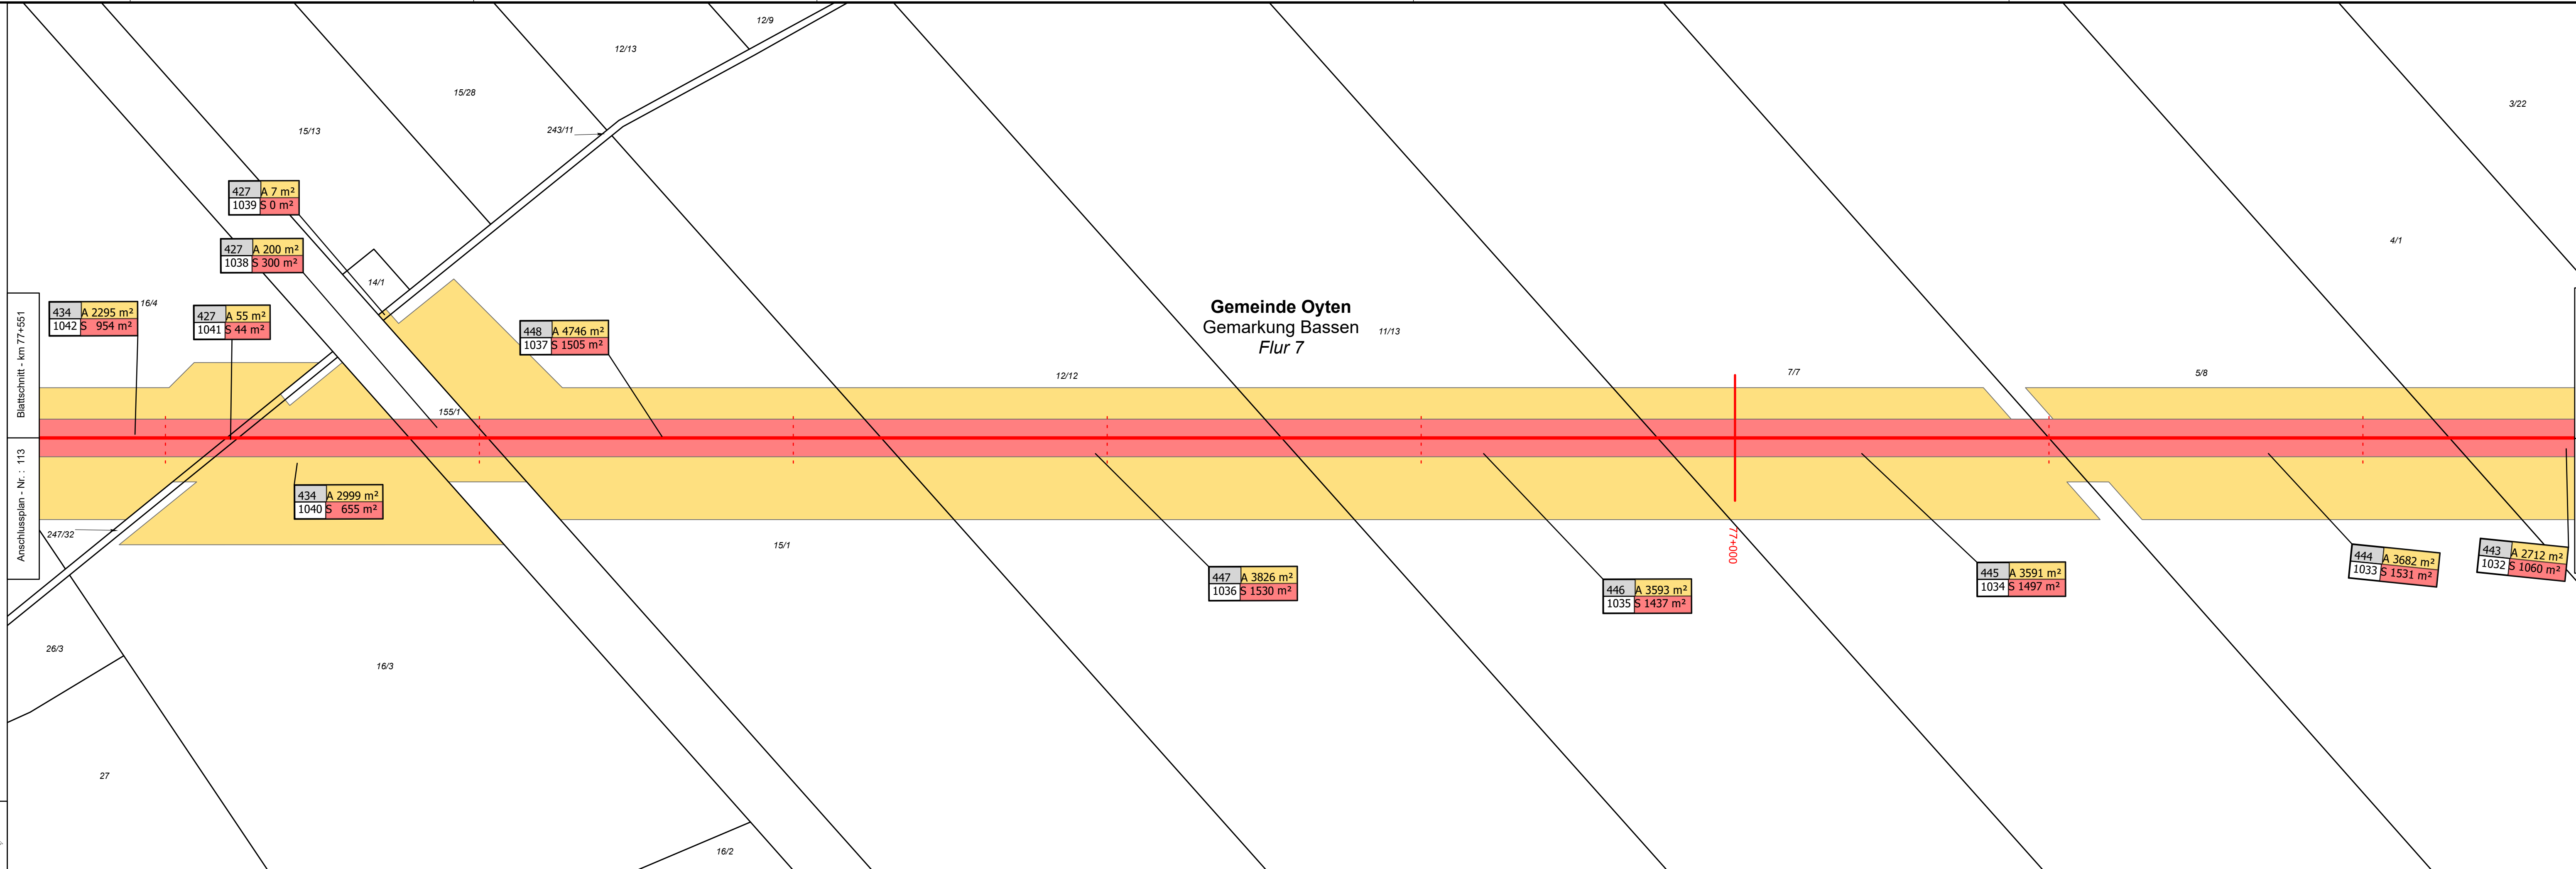 12/9
12/13
15/28
3/22
15/13
243/11
427 A 7 m²
1039 S 0 m²
427 A 200 m²
1038 S 300 m²
4/1
14/1
434 A 2295 m²
1042 S 954 m²
16/4
427 A 55 m²
1041 S 44 m²
448 A 4746 m²
1037 S 1505 m²
Gemeinde Oyten
Gemarkung Bassen
Flur 7
11/13
Blattschnitt - km 77+551
12/12
7/7
5/8
155/1
Anschlussplan - Nr.: 113
434 A 2999 m²
1040 S 655 m²
247/32
15/1
77+000
447 A 3826 m²
1036 S 1530 m²
446 A 3593 m²
1035 S 1437 m²
445 A 3591 m²
1034 S 1497 m²
444 A 3682 m²
1033 S 1531 m²
443 A 2712 m²
1032 S 1060 m²
26/3
16/3
27
16/2